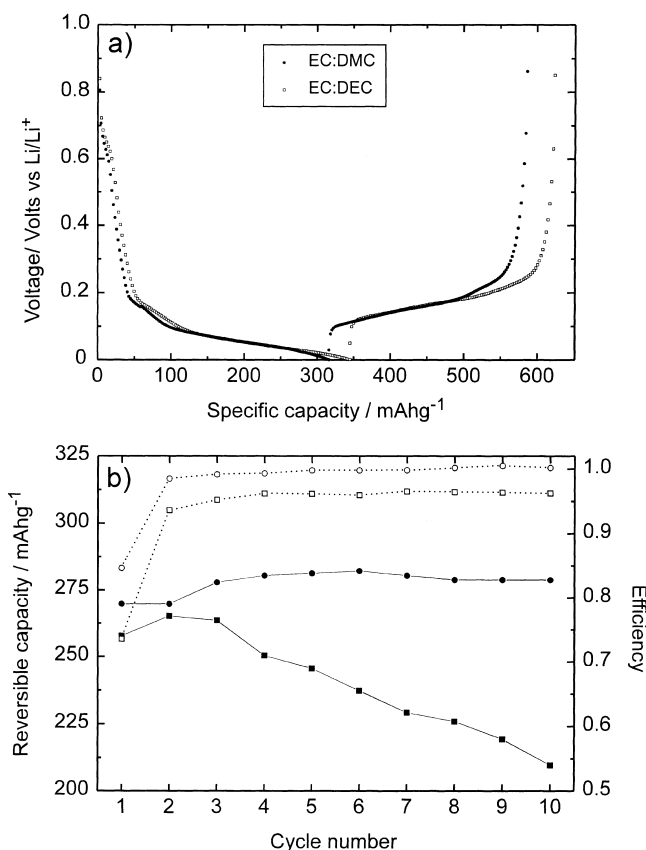 a)
EC:DMC
EC:DEC
1.0
0.8
0.6
0.4
0.2
0
Voltage/ Volts vs Li/Li+
0 100 200 300 400 500 600
Specific capacity / mAhg-1
b)
325
300
275
250
225
200
Reversible capacity / mAhg-1
1.0
0.9
0.8
0.7
0.6
0.5
Efficiency
1 2 3 4 5 6 7 8 9 10
Cycle number